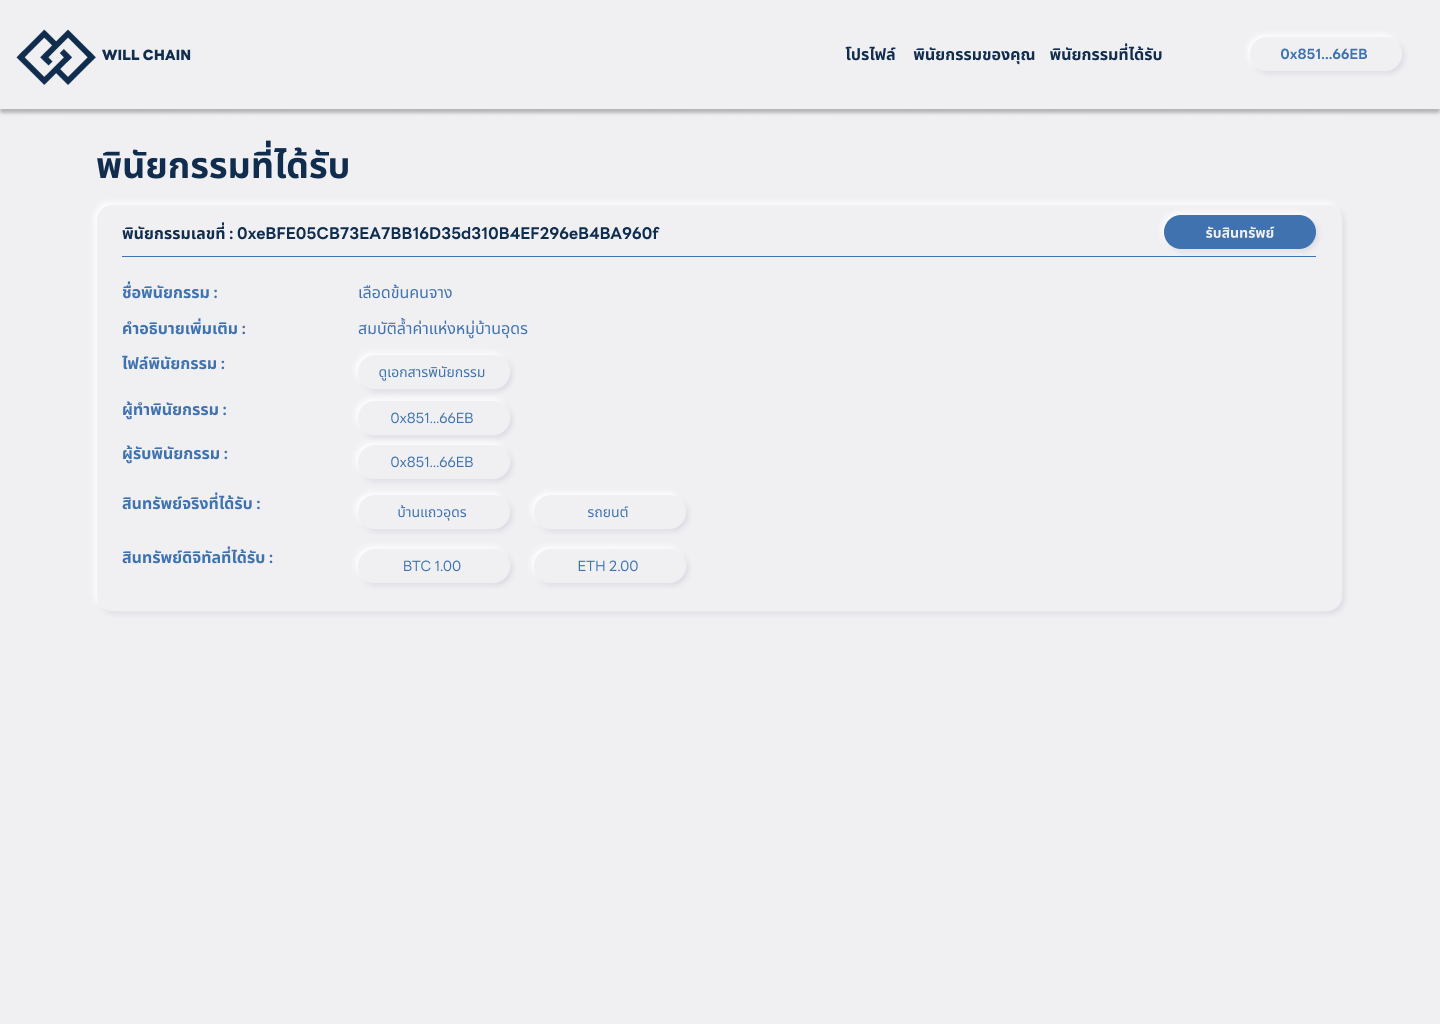 WILL CHAIN
โปรไฟล์ พินัยกรรมของคุณ พินัยกรรมที่ได้รับ 0x851...66EB
พินัยกรรมที่ได้รับ
พินัยกรรมเลขที่ : 0xeBFE05CB73EA7BB16D35d310B4EF296eB4BA960f รับสินทรัพย์
ชื่อพินัยกรรม : เลือดข้นคนจาง
คำอธิบายเพิ่มเติม : สมบัติล้ำค่าแห่งหมู่บ้านอุดร
ไฟล์พินัยกรรม : ดูเอกสารพินัยกรรม
ผู้ทำพินัยกรรม : 0x851...66EB
ผู้รับพินัยกรรม : 0x851...66EB
สินทรัพย์จริงที่ได้รับ : บ้านแถวอุดร รถยนต์
สินทรัพย์ดิจิทัลที่ได้รับ : BTC 1.00 ETH 2.00